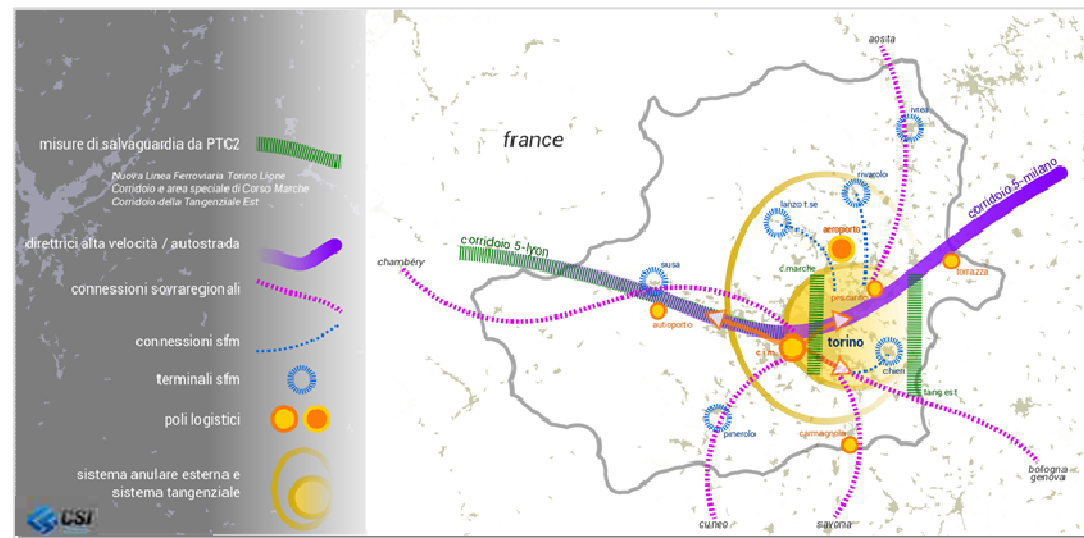 misure di salvaguardia da PTC2
Nuova Linea Ferroviaria Torino Lione
Corridoio e area speciale di Corso Marche
Corridoio della Tangenziale Est
direttrici alta velocità / autostrada
connessioni sovraregionali
connessioni sfm
terminali sfm
poli logistici
sistema anulare esterna e
sistema tangenziale
CSI
aosta
ivrea
france
rivarolo
lanzo t.se
corridoio 5-milano
aeroporto
corridoio 5-lyon
chambéry
susa
c.marche
torrazza
pescarito
autoporto
torino
c.i.m.
chieri
tang.est
pinerolo
carmagnola
bologna
genova
cuneo
savona